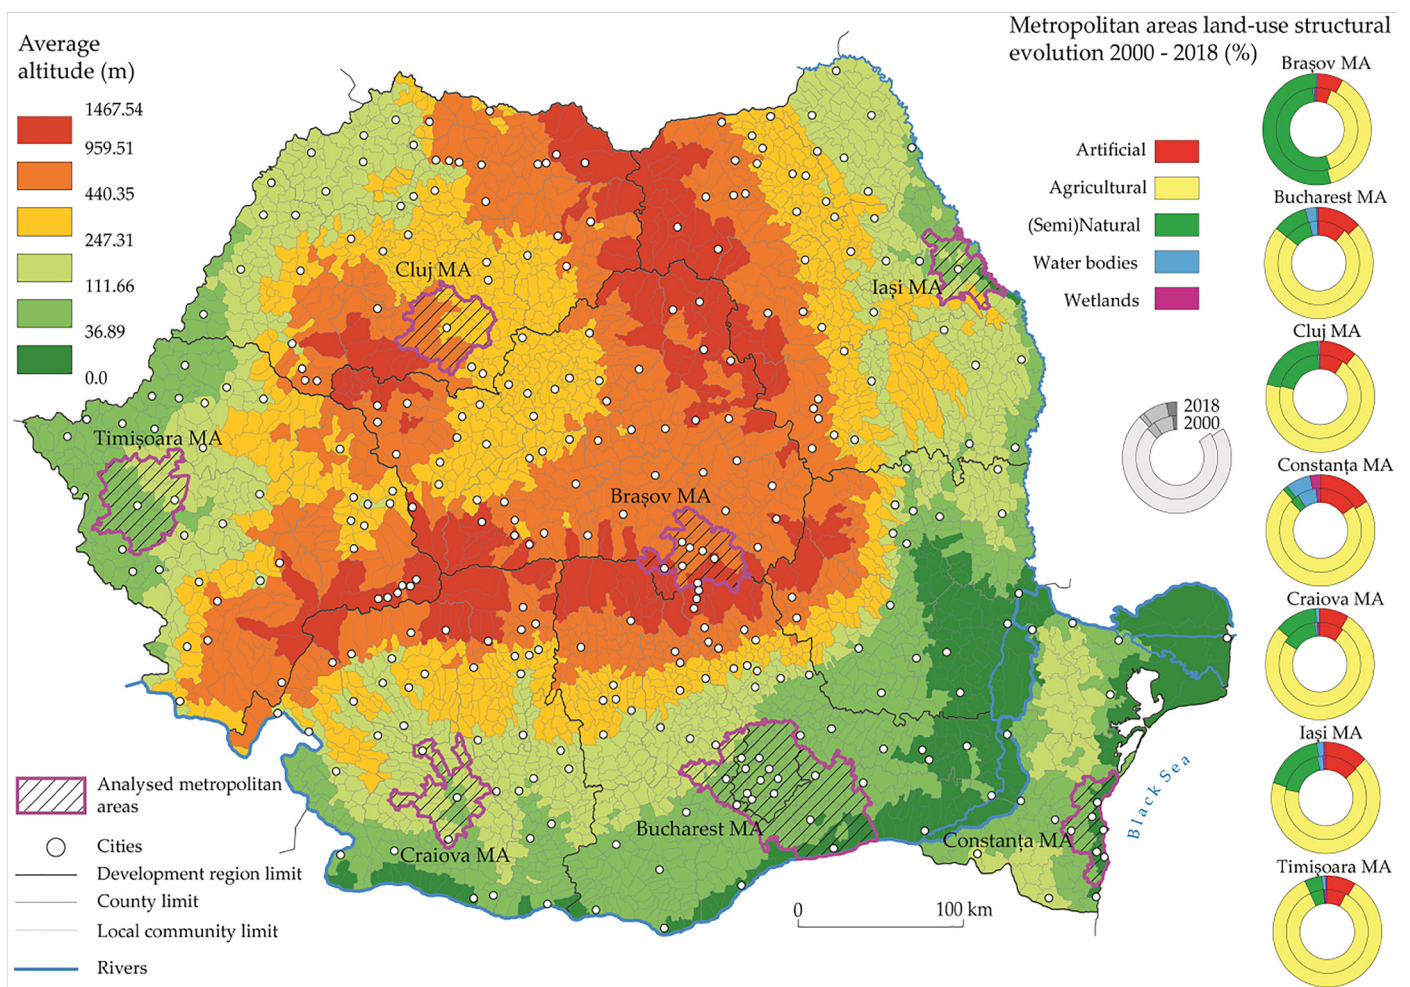 Average
altitude (m)
1467.54
959.51
440.35
247.31
111.66
36.89
0.0
Metropolitan areas land-use structural
evolution 2000 - 2018 (%)
Artificial
Agricultural
(Semi)Natural
Water bodies
Wetlands
2018
2000
Brașov MA
Bucharest MA
Cluj MA
Constanța MA
Craiova MA
Iași MA
Timișoara MA
Cluj MA
Iași MA
Timișoara MA
Brașov MA
Bucharest MA
Craiova MA
Constanța MA
Black Sea
Analysed metropolitan
areas
Cities
Development region limit
County limit
Local community limit
Rivers
0 100 km